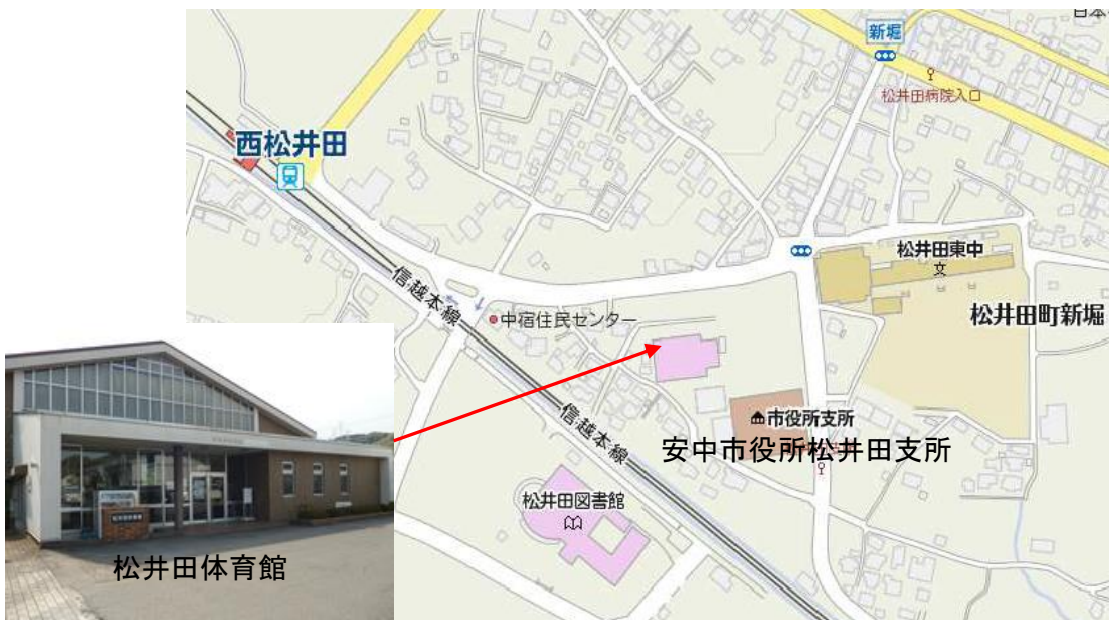 日本
新堀
松井田病院入口
西松井田
松井田東中
文
松井田町新堀
信越本線
中宿住民センター
市役所支所
安中市役所松井田支所
信越本線
松井田図書館
松井田体育館